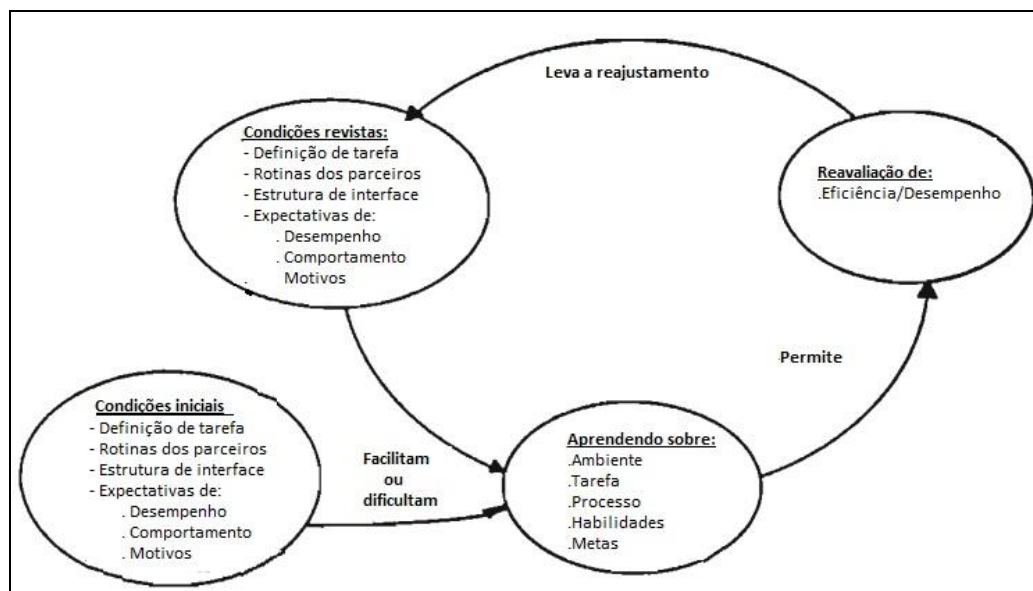 Leva a reajustamento
Condições revistas:
- Definição de tarefa
- Rotinas dos parceiros
- Estrutura de interface
- Expectativas de:
. Desempenho
. Comportamento
. Motivos
Reavaliação de:
.Eficiência/Desempenho
Permite
Condições iniciais
- Definição de tarefa
- Rotinas dos parceiros
- Estrutura de interface
- Expectativas de:
. Desempenho
. Comportamento
. Motivos
Facilitam
ou
dificultam
Aprendendo sobre:
.Ambiente
.Tarefa
.Processo
.Habilidades
.Metas